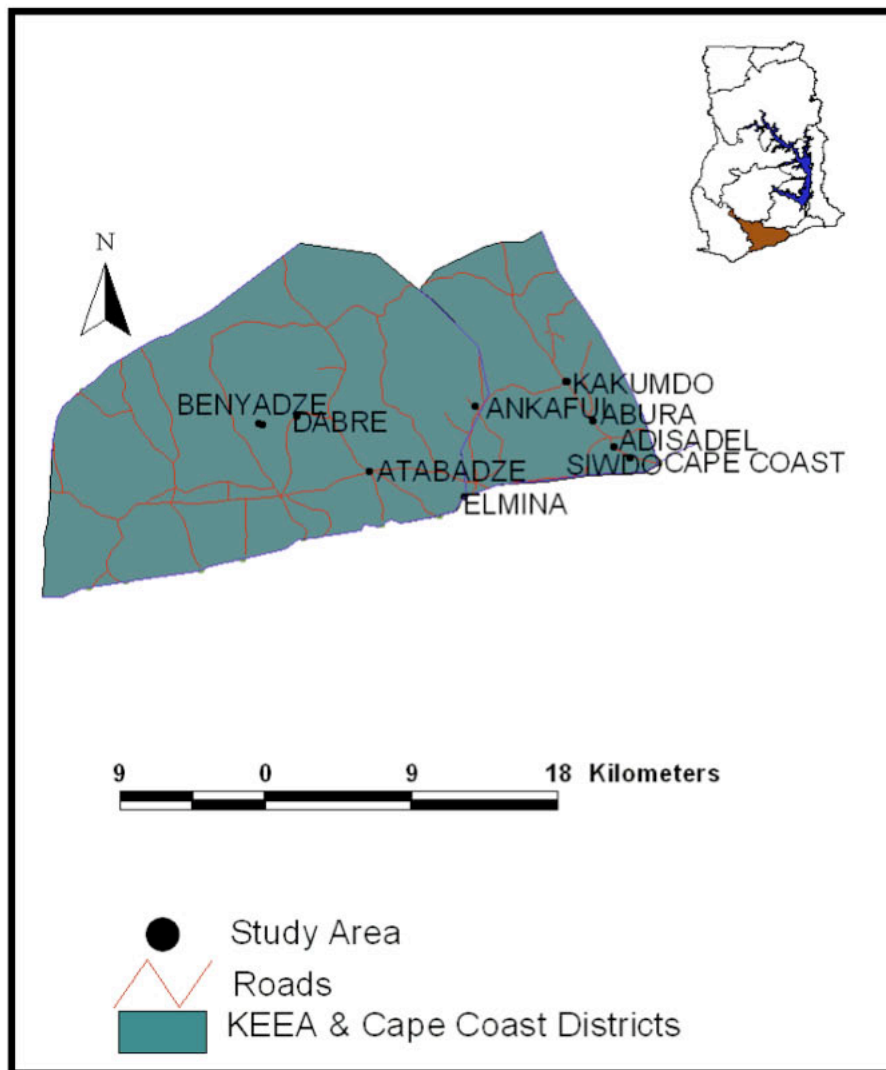 N
KAKUMDO
BENYADZE
ANKAFUL
DABRE
ABURA
ADISADEL
ATABADZE
SIWDO
CAPE COAST
ELMINA
9 0 9 18 Kilometers
Study Area
Roads
KEEA & Cape Coast Districts